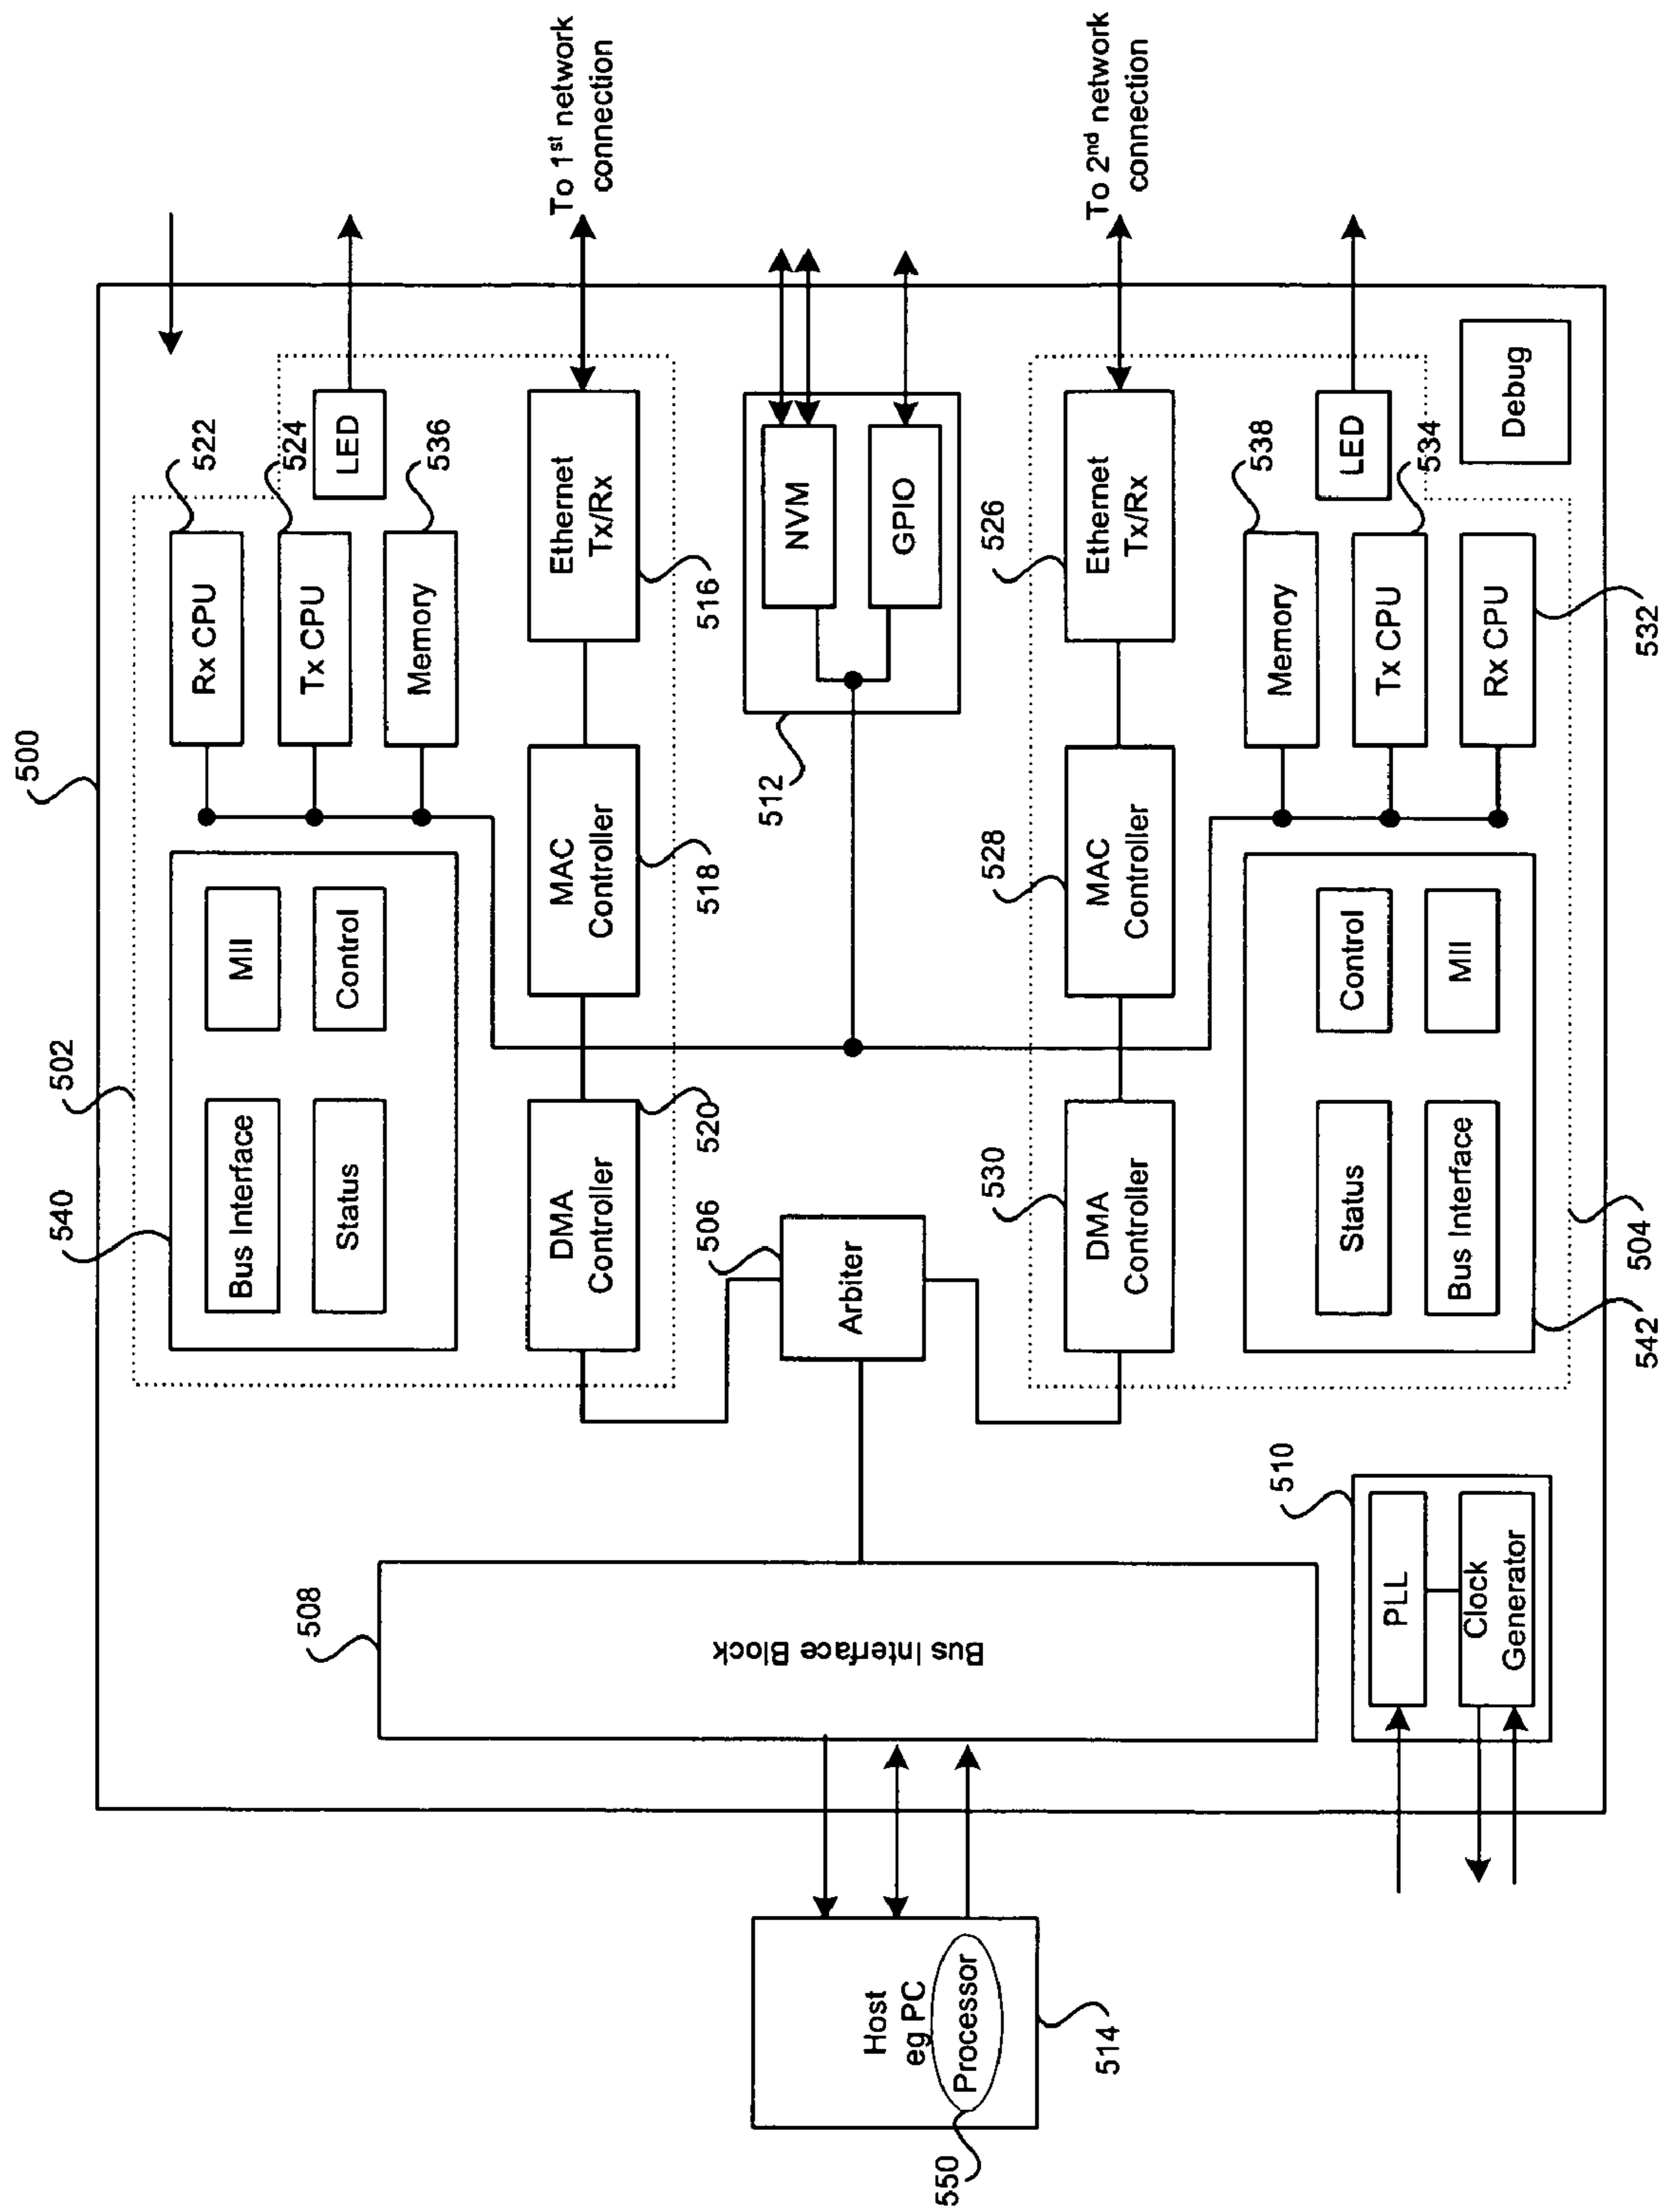 500
502
540
Bus Interface
MII
Status
Control
Rx CPU
522
Tx CPU
524
Memory
536
LED
DMA
Controller
520
MAC
Controller
518
Ethernet
Tx/Rx
516
To 1st network
connection
508
Bus Interface Block
506
Arbiter
512
NVM
GPIO
Host
eg PC
Processor
550
514
530
DMA
Controller
528
MAC
Controller
526
Ethernet
Tx/Rx
To 2nd network
connection
510
PLL
Clock
Generator
Status
Control
Bus Interface
MII
542
504
Memory
538
Tx CPU
534
Rx CPU
532
LED
Debug